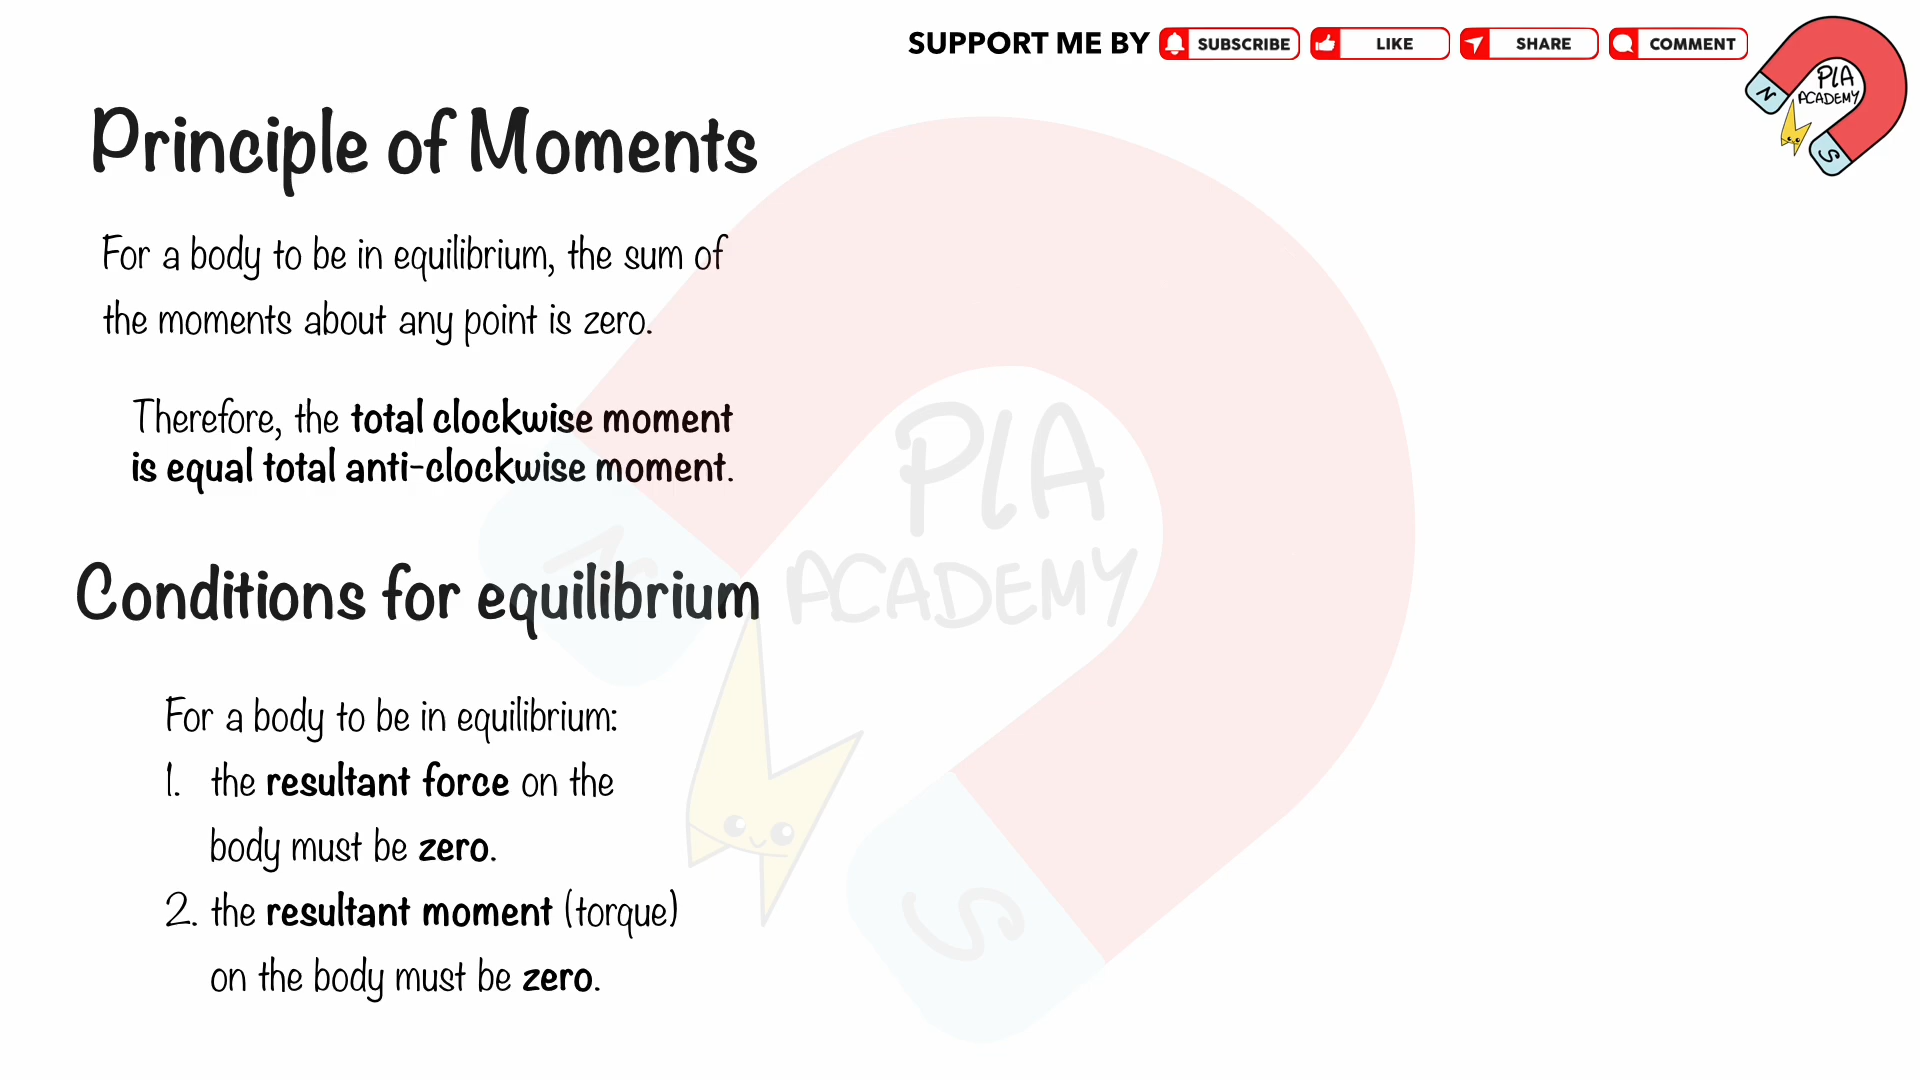 SUPPORT ME BY SUBSCRIBE LIKE SHARE COMMENT
PLA
ACADEMY
N
S
Principle of Moments
For a body to be in equilibrium, the sum of
the moments about any point is zero.
Therefore, the total clockwise moment
is equal total anti-clockwise moment.
PLA
ACADEMY
N
S
Conditions for equilibrium
For a body to be in equilibrium:
1. the resultant force on the
body must be zero.
2. the resultant moment (torque)
on the body must be zero.